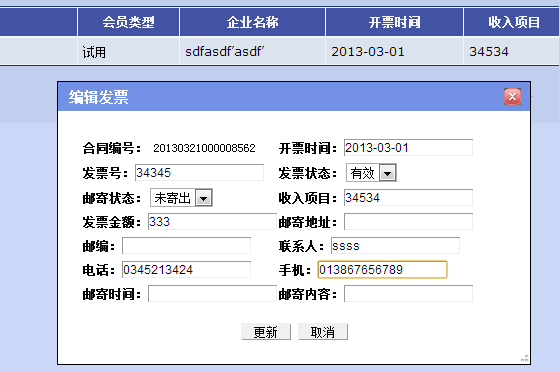 会员类型 企业名称 开票时间 收入项目
试用 sdfasdf'asdf' 2013-03-01 34534
编辑发票
合同编号： 20130321000008562 开票时间：2013-03-01
发票号：34345 发票状态：有效
邮寄状态：未寄出 收入项目：34534
发票金额：333 邮寄地址：
邮编： 联系人：ssss
电话：0345213424 手机：013867656789
邮寄时间： 邮寄内容：
更新 取消